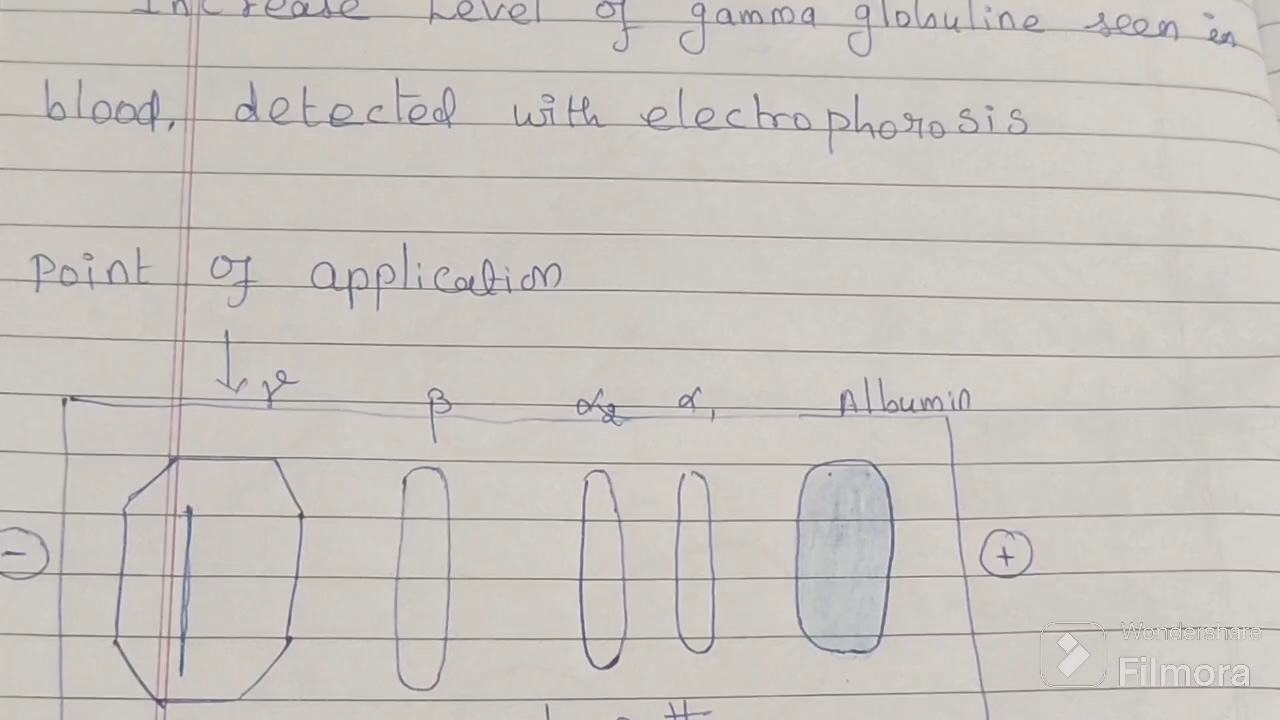 Increase Level of gamma globuline seen in
blood, detected with electrophorosis
Point of application
γ β α2 α1 Albumin
- +
Wondershare
Filmora